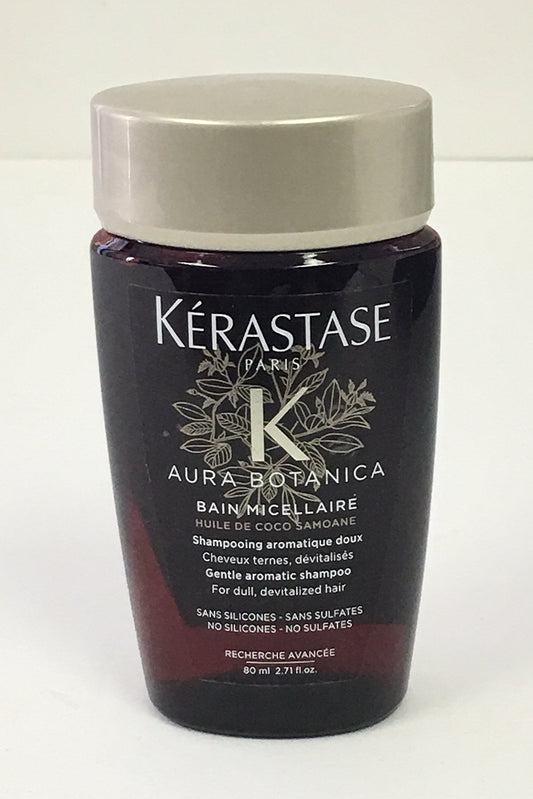 KÉRASTASE
PARIS
K
AURA BOTANICA
BAIN MICELLAIRE
HUILE DE COCO SAMOANE
Shampooing aromatique doux
Cheveux ternes, dévitalisés
Gentle aromatic shampoo
For dull, devitalized hair
SANS SILICONES - SANS SULFATES
NO SILICONES - NO SULFATES
RECHERCHE AVANCÉE
80 ml 2.71 fl.oz.